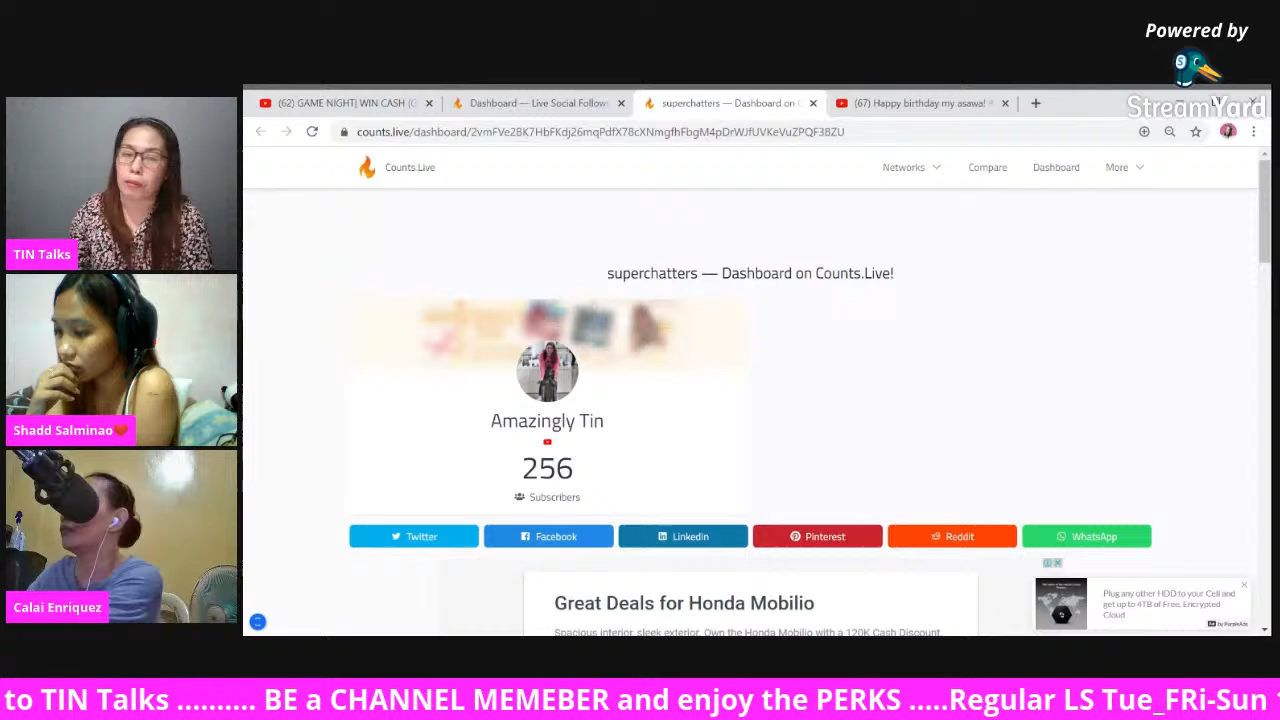 Powered by
StreamYard
(62) GAME NIGHT| WIN CASH (G
Dashboard — Live Social Follow
superchatters — Dashboard on C
(67) Happy birthday my asawa!
counts.live/dashboard/2vmFVe28K7HbFKdj26mqPdfX78cXNmgfhFbgM4pDrWJfUVKeVuZPQF38ZU
Counts.Live
Networks
Compare
Dashboard
More
TIN Talks
superchatters — Dashboard on Counts.Live!
Amazingly Tin
256
Subscribers
Shadd Salminao
Twitter
Facebook
Linkedin
Pinterest
Reddit
WhatsApp
Great Deals for Honda Mobilio
Spacious interior, sleek exterior. Own the Honda Mobilio with a 120K Cash Discount.
Plug any other HDD to your Cell and
get up to 4TB of Free, Encrypted
Cloud
Ad by PurpleAds
Calai Enriquez
to TIN Talks .......... BE a CHANNEL MEMEBER and enjoy the PERKS .....Regular LS Tue_FRi-Sun